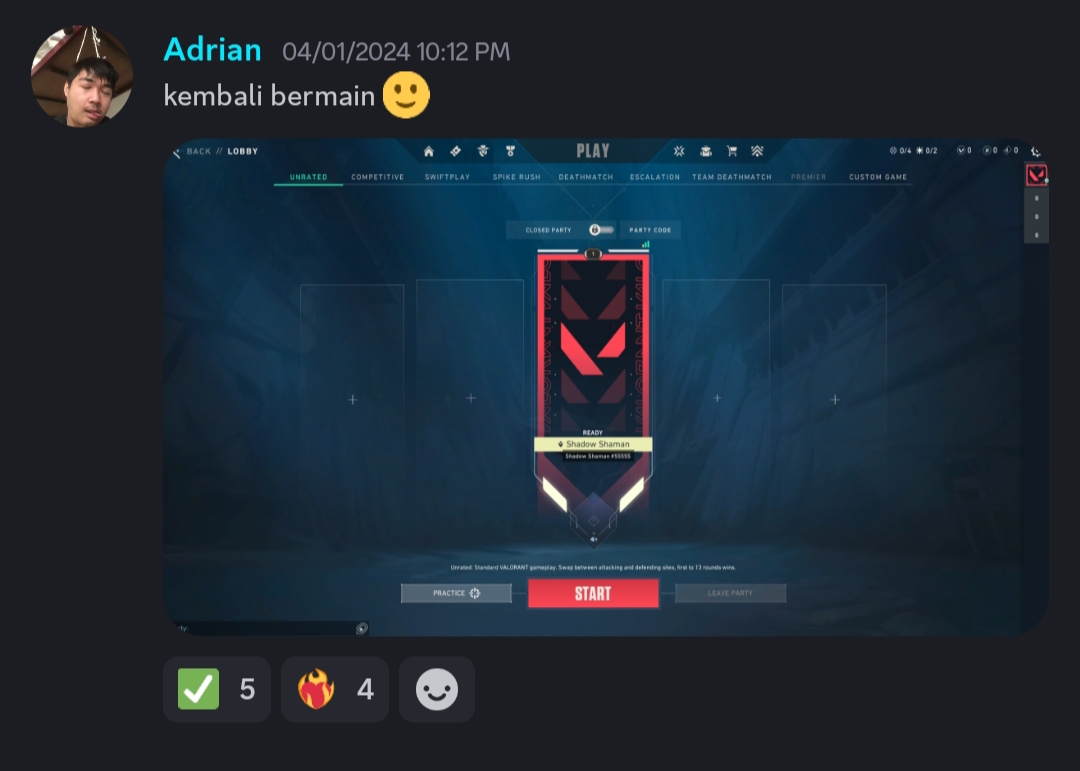 Adrian 04/01/2024 10:12 PM
kembali bermain
BACK // LOBBY
PLAY
0/4 0/2 0 0 0
UNRATED COMPETITIVE SWIFTPLAY SPIKE RUSH DEATHMATCH ESCALATION TEAM DEATHMATCH PREMIER CUSTOM GAME
CLOSED PARTY PARTY CODE
1
0
0
0
READY
Shadow Shaman
Shadow Shaman #55555
Unrated: Standard VALORANT gameplay. Swap between attacking and defending sites, first to 13 rounds wins.
PRACTICE START LEAVE PARTY
5 4